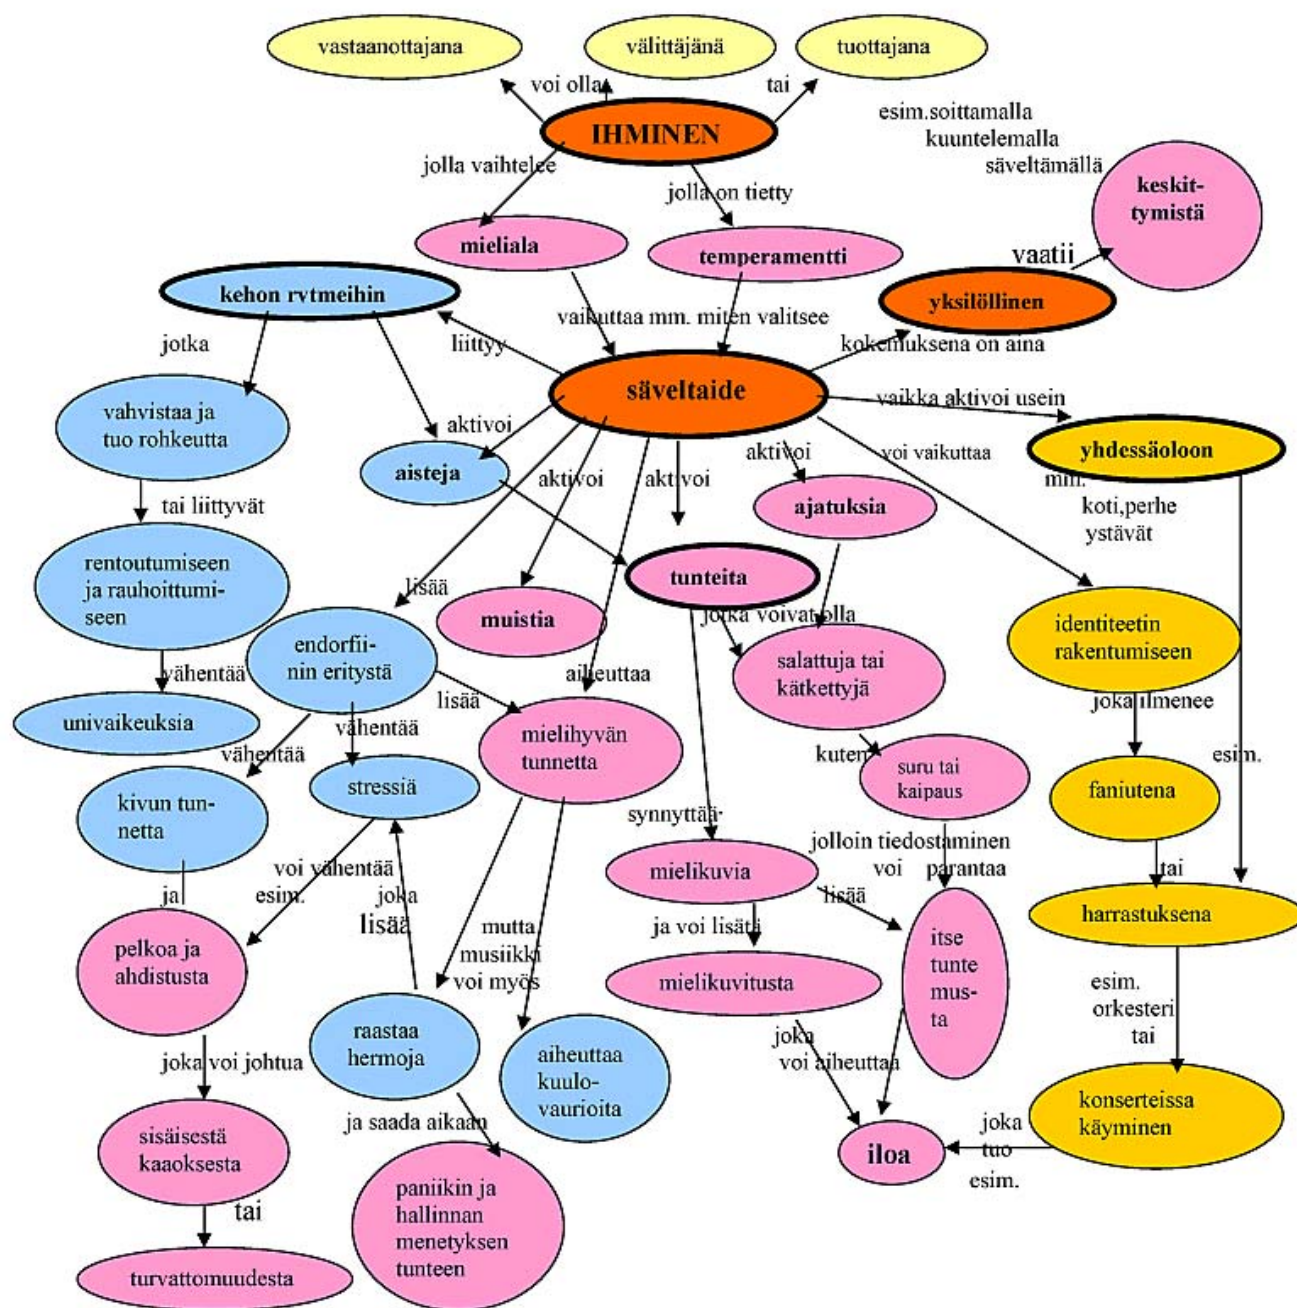 vastaanottajana
välittäjänä
tuottajana
voi olla
tai
IHMINEN
esim.soittamalla
kuuntelemalla
säveltämällä
jolla vaihtelee
jolla on tietty
keskit-
tymistä
mieliala
temperamentti
vaatii
kehon rvtmeihin
yksilöllinen
vaikuttaa mm. miten valitsee
jotka
liittyy
kokemuksena on aina
säveltaide
vahvistaa ja
tuo rohkeutta
vaikka aktivoi usein
aktivoi
aisteja
aktivoi
aktivoi
aktivoi
voi vaikuttaa
yhdessäoloon
mm.
koti,perhe
ystävät
ajatuksia
tai liittyvät
rentoutumiseen
ja rauhoittumi-
seen
lisää
tunteita
jotka voivat olla
muistia
endorfii-
nin eritystä
identiteetin
rakentumiseen
salattuja tai
kätkettyjä
vähentää
aiheuttaa
lisää
joka ilmenee
univaikeuksia
vähentää
vähentää
mielihyvän
tunnetta
kuten
esim.
suru tai
kaipaus
stressiä
faniutena
kivun tun-
netta
synnyttää
jolloin tiedostaminen
voi parantaa
voi vähentää
esim.
mielikuvia
tai
ja
joka
lisää
lisää
harrastuksena
mutta
musiikki
voi myös
ja voi lisätä
pelkoa ja
ahdistusta
itse
tunte
mus-
ta
mielikuvitusta
esim.
orkesteri
tai
raastaa
hermoja
joka
voi aiheuttaa
joka voi johtua
aiheuttaa
kuulo-
vaurioita
konserteissa
käyminen
ja saada aikaan
joka
tuo
esim.
sisäisestä
kaaoksesta
iloa
tai
paniikin ja
hallinnan
menetyksen
tunteen
turvattomuudesta